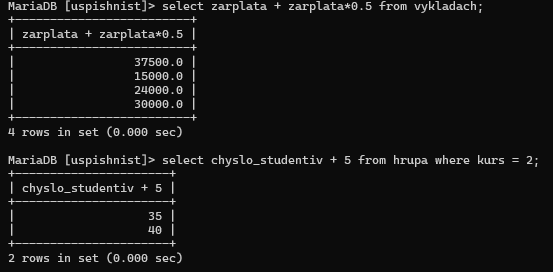 MariaDB [uspishnist]> select zarplata + zarplata*0.5 from vykladach;
+-------------------------+
| zarplata + zarplata*0.5 |
+-------------------------+
|                 37500.0 |
|                 15000.0 |
|                 24000.0 |
|                 30000.0 |
+-------------------------+
4 rows in set (0.000 sec)

MariaDB [uspishnist]> select chyslo_studentiv + 5 from hrupa where kurs = 2;
+----------------------+
| chyslo_studentiv + 5 |
+----------------------+
|                   35 |
|                   40 |
+----------------------+
2 rows in set (0.000 sec)